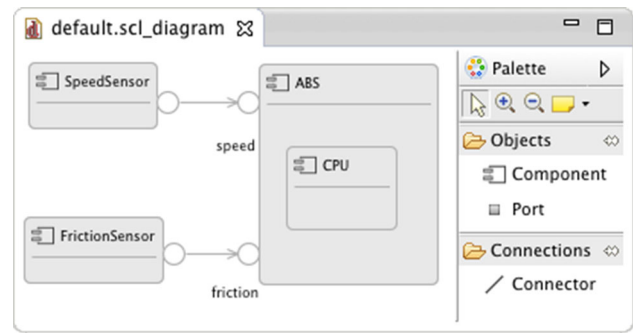 default.scl_diagram
SpeedSensor
ABS
speed
CPU
FrictionSensor
friction
Palette
Objects
Component
Port
Connections
Connector